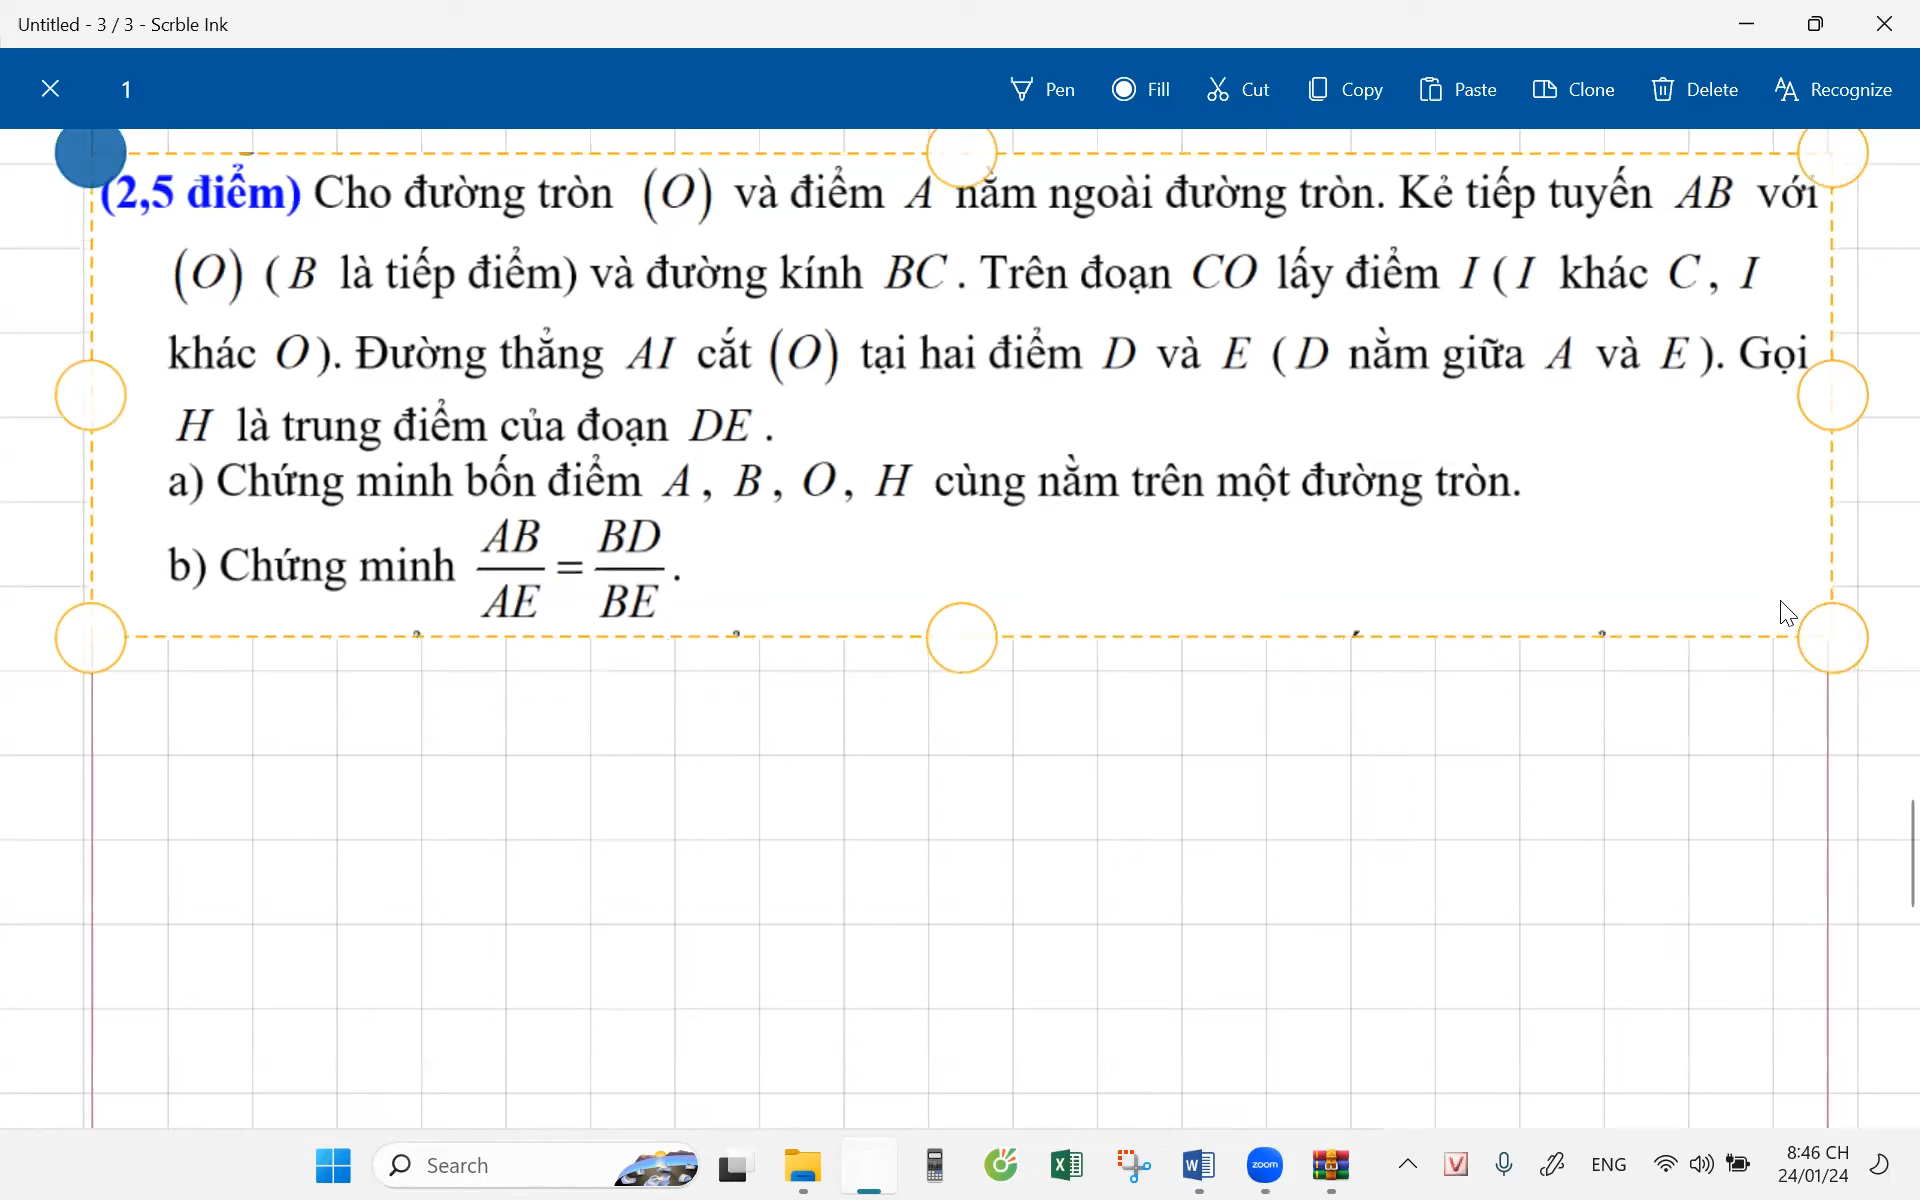 Untitled - 3 / 3 - Scrble Ink
1 Pen Fill Cut Copy Paste Clone Delete Recognize
(2,5 điểm) Cho đường tròn (O) và điểm A nằm ngoài đường tròn. Kẻ tiếp tuyến AB với
(O) ( B là tiếp điểm) và đường kính BC . Trên đoạn CO lấy điểm I ( I khác C , I
khác O ). Đường thẳng AI cắt (O) tại hai điểm D và E ( D nằm giữa A và E ). Gọi
H là trung điểm của đoạn DE .
a) Chứng minh bốn điểm A , B , O , H cùng nằm trên một đường tròn.
b) Chứng minh AB/AE = BD/BE .
Search zoom ENG 8:46 CH
24/01/24